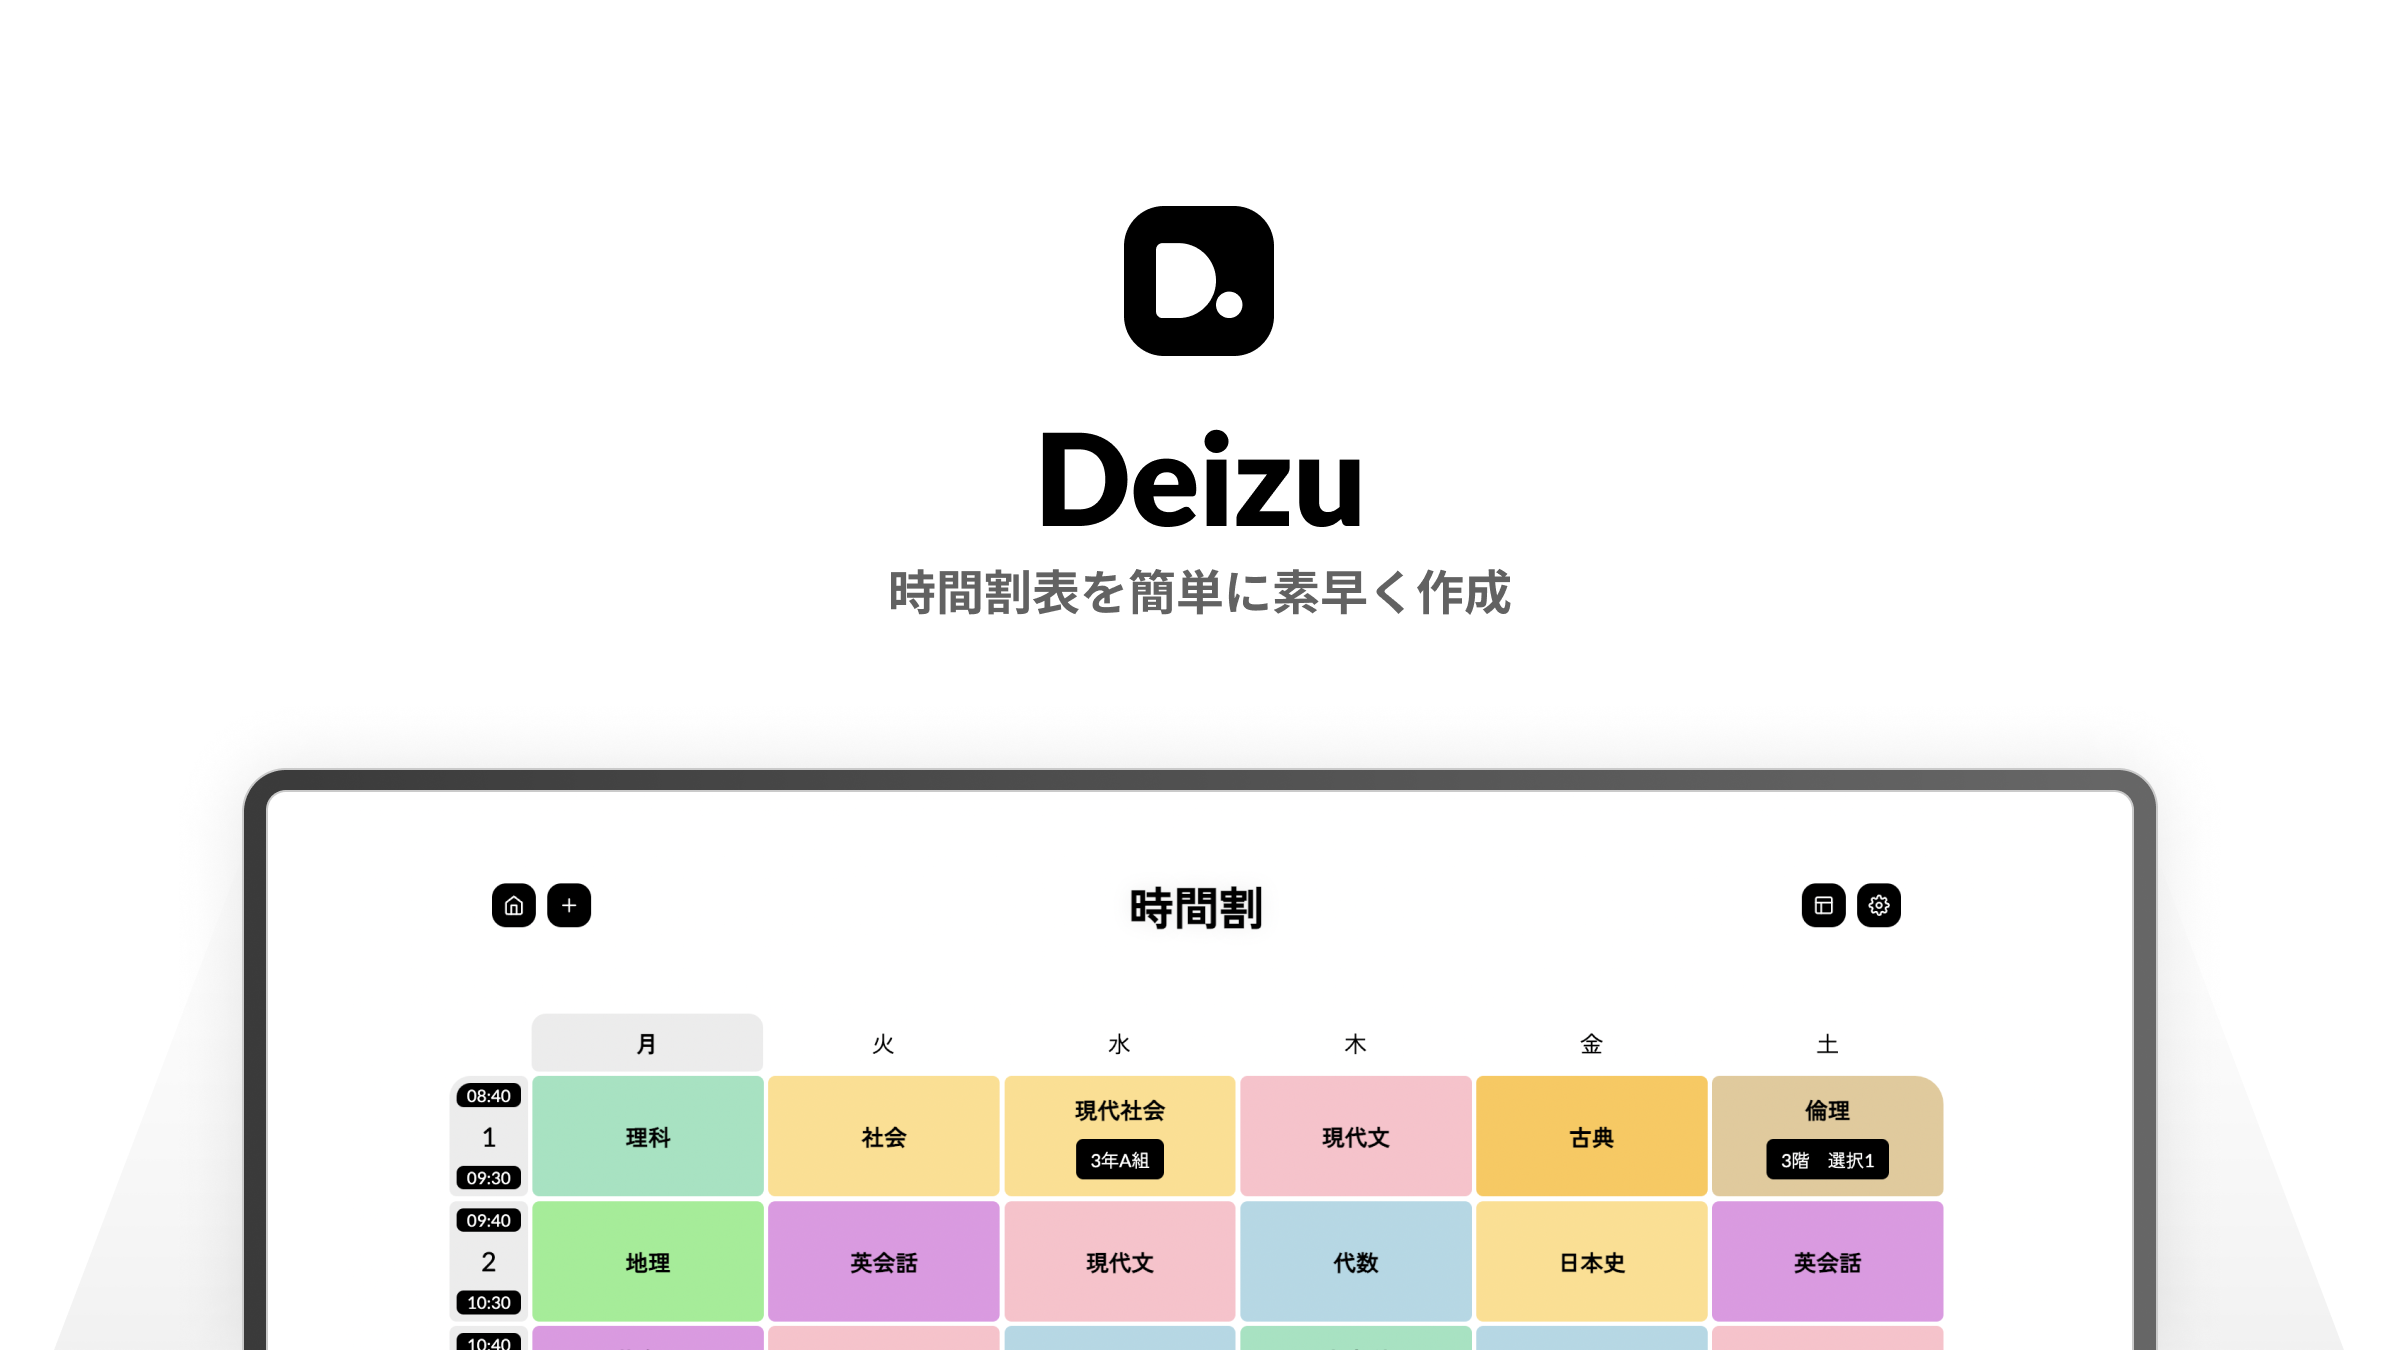 D.
Deizu
時間割表を簡単に素早く作成
時間割
月 火 水 木 金 土
08:40
1
09:30
理科 社会 現代社会 現代文 古典 倫理
3年A組 3階　選択1
09:40
2
10:30
地理 英会話 現代文 代数 日本史 英会話
10:40